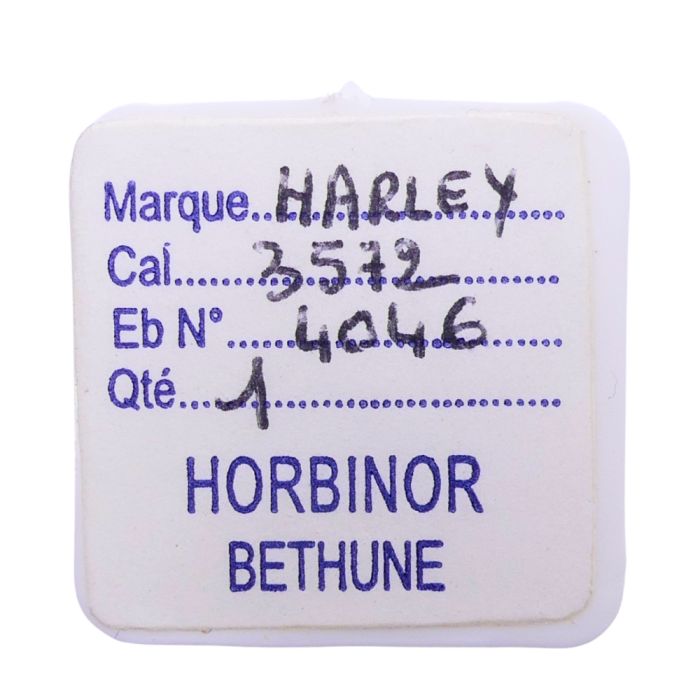 Marque..HARLEY
Cal...3572
Eb N°...4046
Qté...1
HORBINOR
BETHUNE